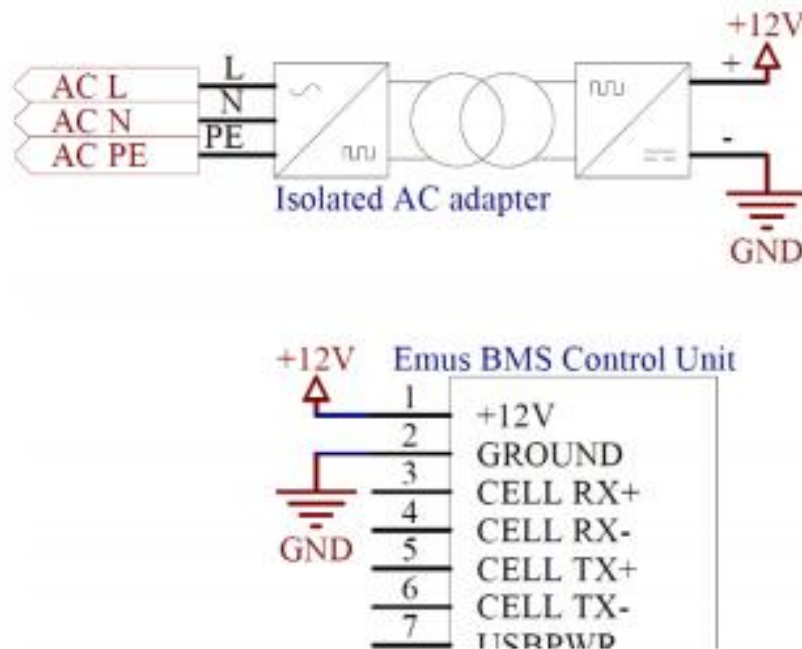 +12V
L
AC L
N
AC N
PE
AC PE
+
-
Isolated AC adapter
GND
+12V
Emus BMS Control Unit
1
+12V
2
GROUND
3
CELL RX+
GND
4
CELL RX-
5
CELL TX+
6
CELL TX-
7
USBPWR